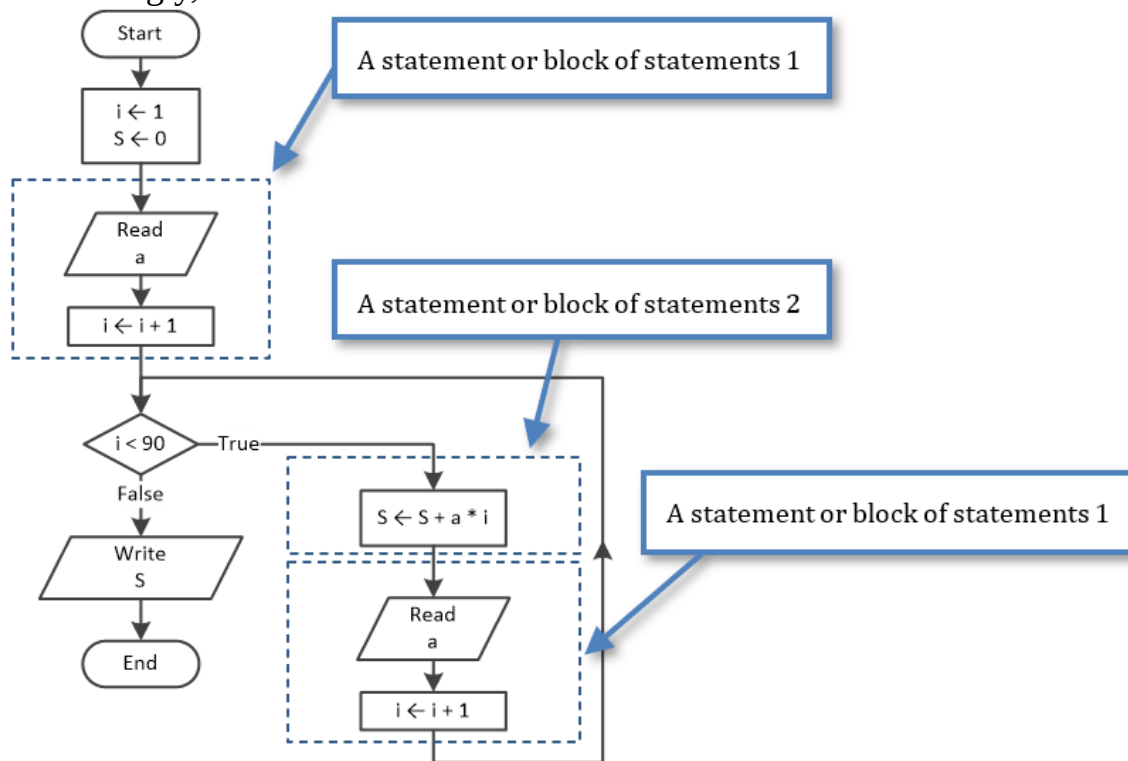 Start
A statement or block of statements 1
i ← 1
S ← 0
Read
a
i ← i + 1
A statement or block of statements 2
i < 90
True
False
S ← S + a * i
A statement or block of statements 1
Write
S
Read
a
End
i ← i + 1